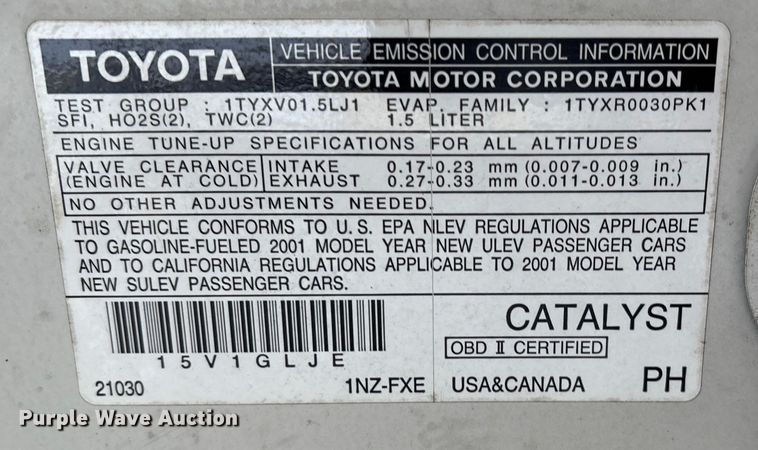 TOYOTA
VEHICLE EMISSION CONTROL INFORMATION
TOYOTA MOTOR CORPORATION
TEST GROUP : 1TYXV01.5LJ1 EVAP. FAMILY : 1TYXR0030PK1
SFI, HO2S(2), TWC(2) 1.5 LITER
ENGINE TUNE-UP SPECIFICATIONS FOR ALL ALTITUDES
VALVE CLEARANCE INTAKE 0.17-0.23 mm (0.007-0.009 in.)
(ENGINE AT COLD) EXHAUST 0.27-0.33 mm (0.011-0.013 in.)
NO OTHER ADJUSTMENTS NEEDED.
THIS VEHICLE CONFORMS TO U.S. EPA NLEV REGULATIONS APPLICABLE
TO GASOLINE-FUELED 2001 MODEL YEAR NEW ULEV PASSENGER CARS
AND TO CALIFORNIA REGULATIONS APPLICABLE TO 2001 MODEL YEAR
NEW SULEV PASSENGER CARS.
15V1GLJE
CATALYST
OBD II CERTIFIED
21030 1NZ-FXE USA&CANADA PH
Purple Wave Auction